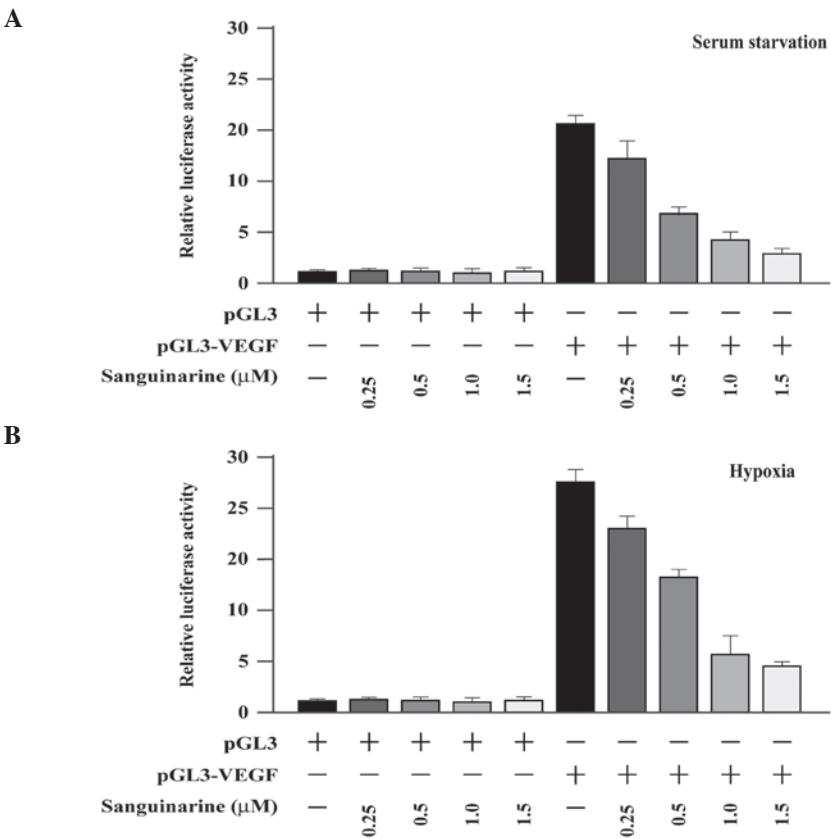 A
Serum starvation
Relative luciferase activity
30
25
20
10
5
0
pGL3 + + + + + − − − − −
pGL3-VEGF − − − − − + + + + +
Sanguinarine (μM) − 0.25 0.5 1.0 1.5 − 0.25 0.5 1.0 1.5
B
Hypoxia
Relative luciferase activity
30
25
20
10
5
0
pGL3 + + + + + − − − − −
pGL3-VEGF − − − − − + + + + +
Sanguinarine (μM) − 0.25 0.5 1.0 1.5 − 0.25 0.5 1.0 1.5